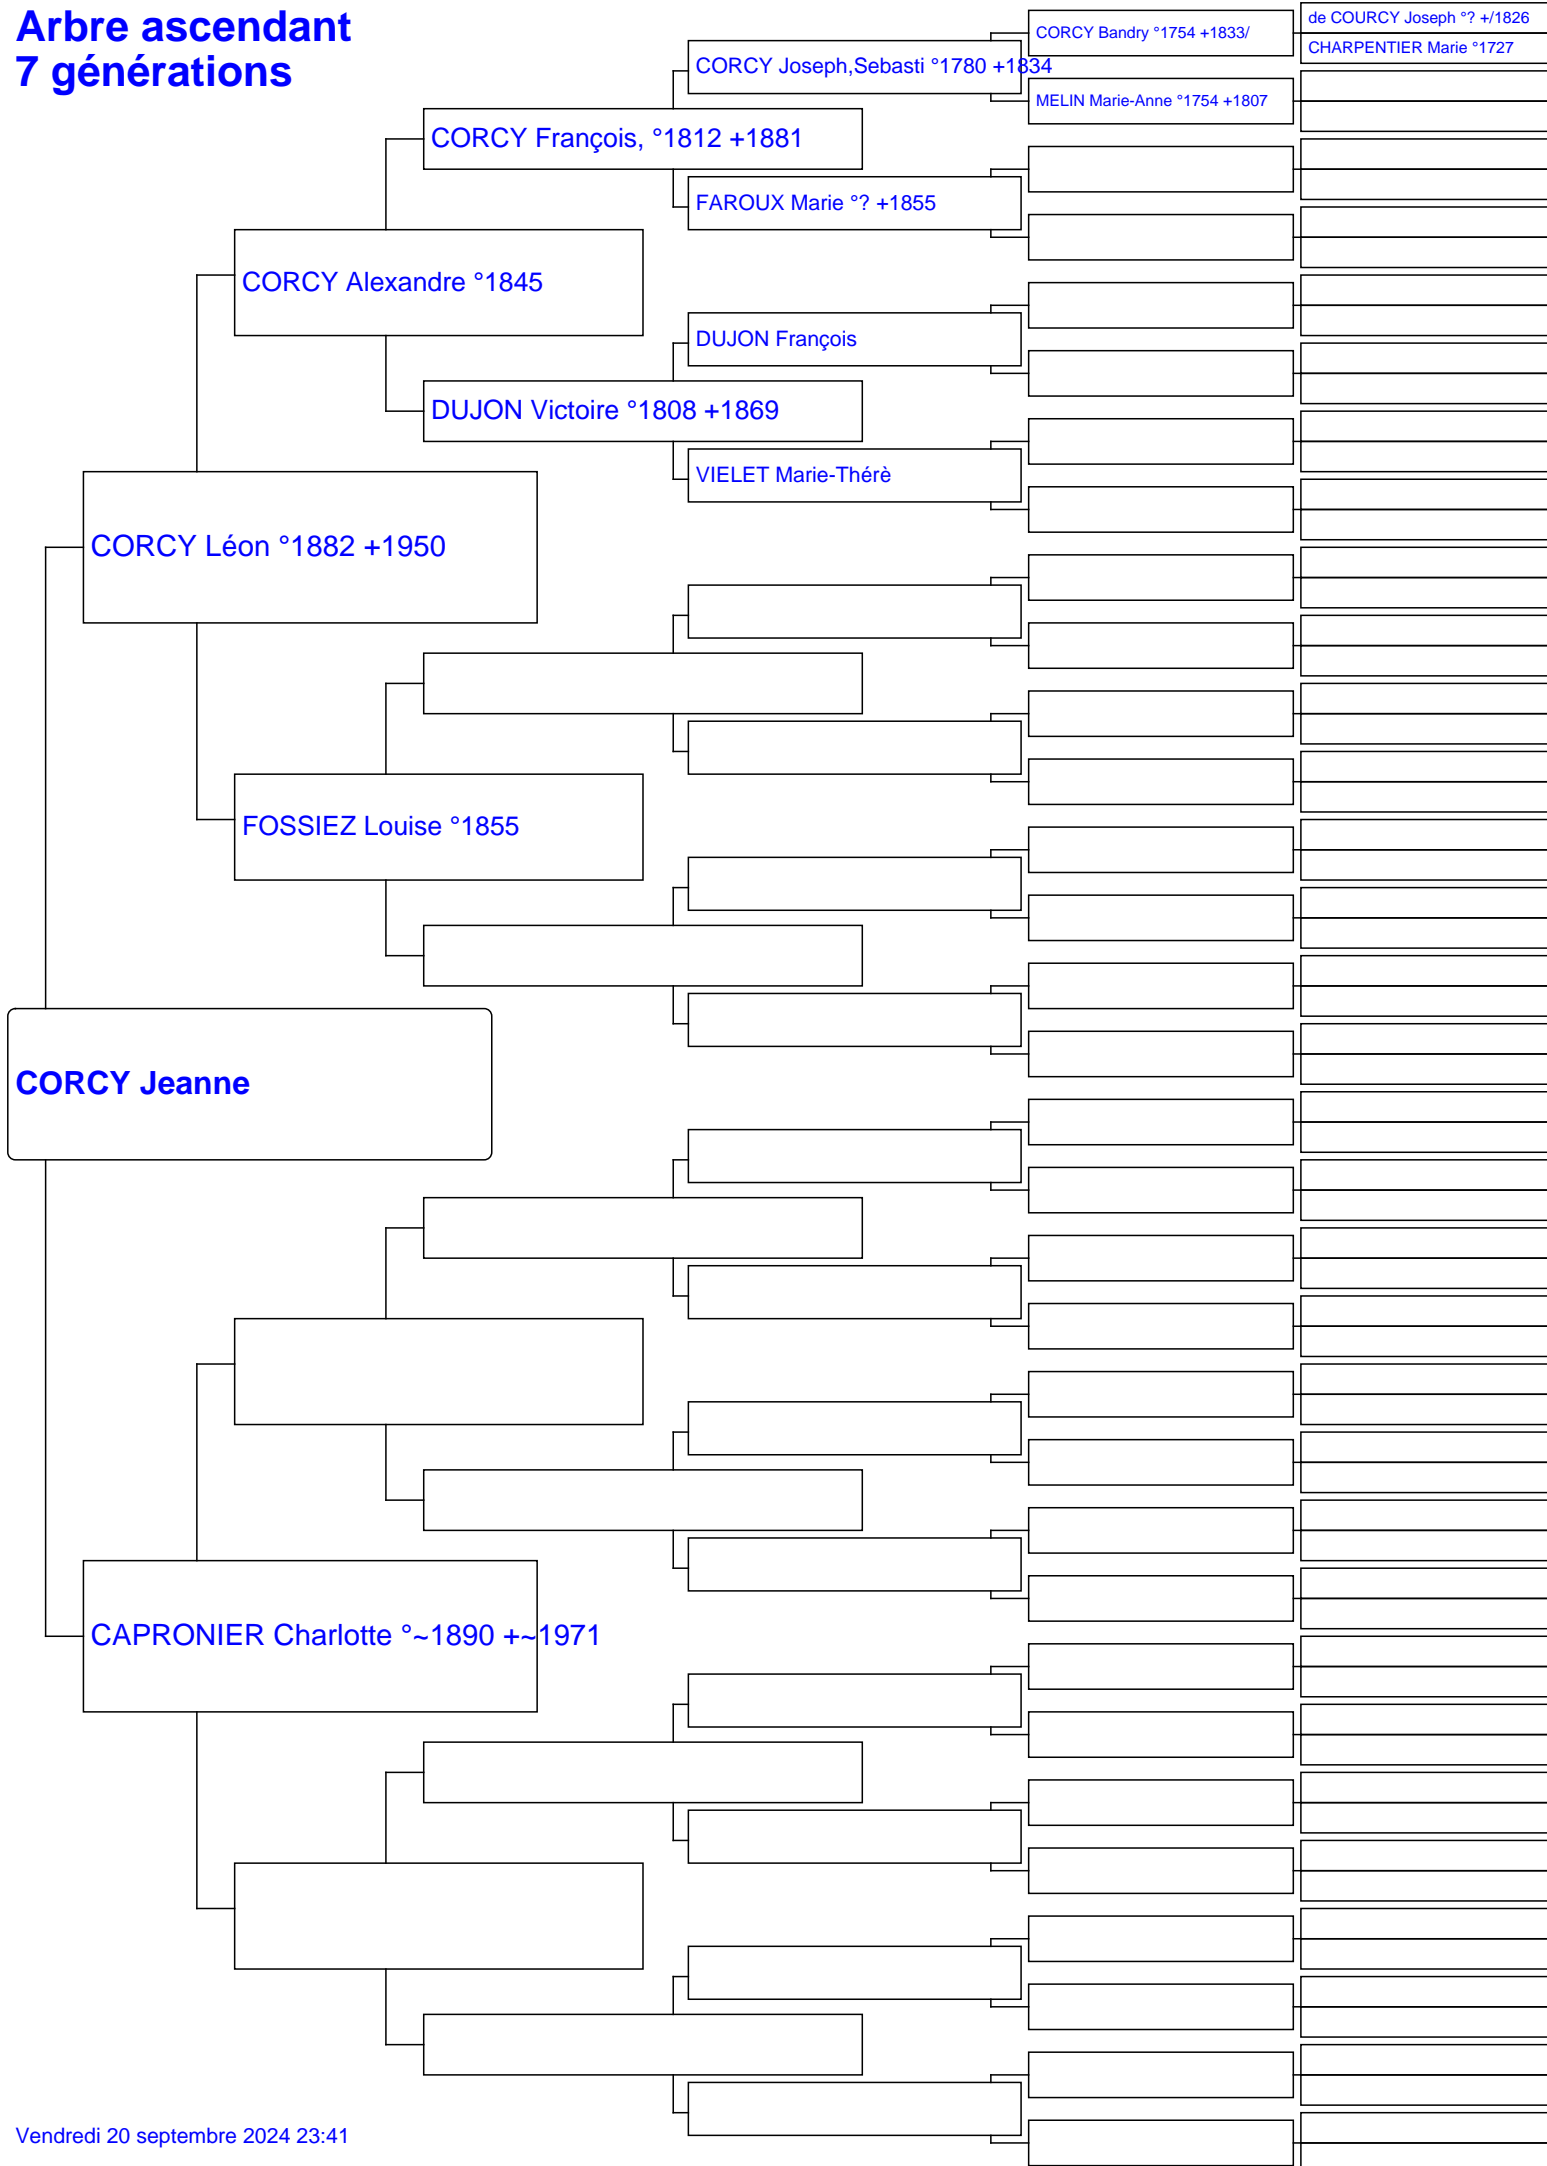 Arbre ascendant
7 générations
de COURCY Joseph °? +/1826
CORCY Bandry °1754 +1833/
CHARPENTIER Marie °1727
CORCY Joseph,Sebasti °1780 +1834
MELIN Marie-Anne °1754 +1807
CORCY François, °1812 +1881
FAROUX Marie °? +1855
CORCY Alexandre °1845
DUJON François
DUJON Victoire °1808 +1869
VIELET Marie-Thérè
CORCY Léon °1882 +1950
FOSSIEZ Louise °1855
CORCY Jeanne
CAPRONIER Charlotte °~1890 +~1971
Vendredi 20 septembre 2024 23:41